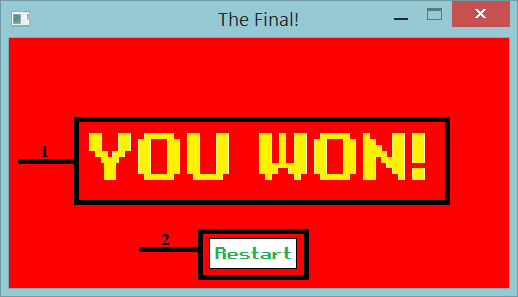 The Final!
1
YOU WON!
2
Restart